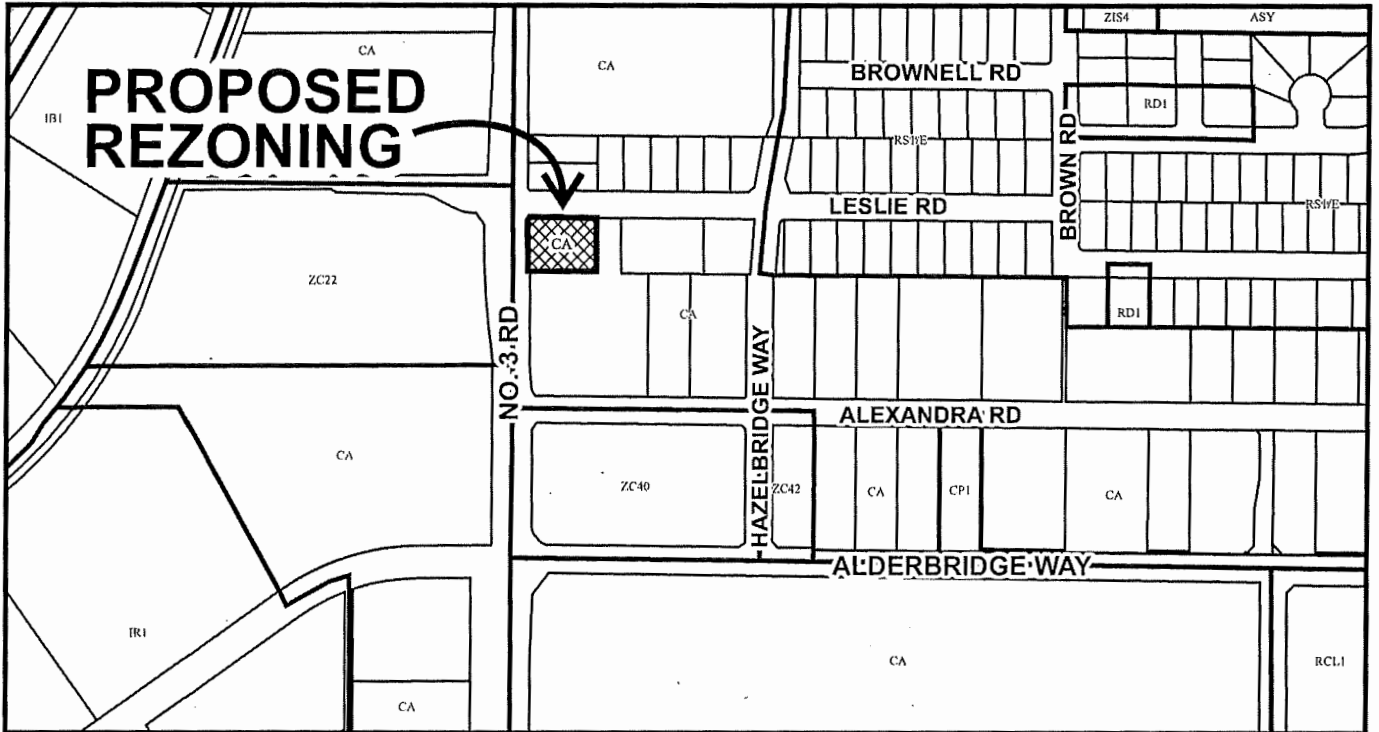 ZIS4
ASY
CA
CA
BROWNELL RD
PROPOSED
REZONING
IB1
RD1
RS1/E
BROWN RD
LESLIE RD
RS1/E
CA
ZC22
CA
RD1
NO. 3 RD
HAZELBRIDGE WAY
ALEXANDRA RD
CA
ZC40
ZC42
CA
CP1
CA
ALDERBRIDGE WAY
IR1
CA
RCL1
CA